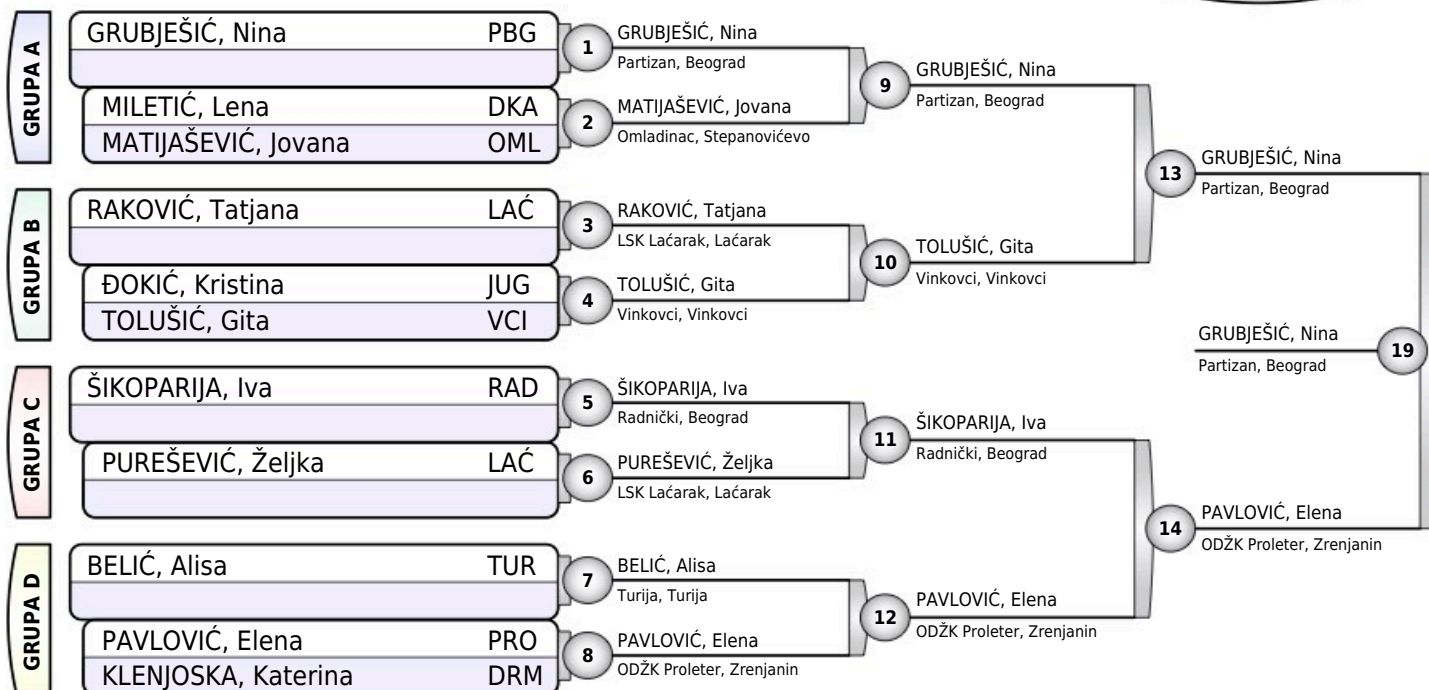 GRUPA A
GRUBJEŠIĆ, Nina PBG
MILETIĆ, Lena DKA
MATIJAŠEVIĆ, Jovana OML
GRUPA B
RAKOVIĆ, Tatjana LAĆ
ĐOKIĆ, Kristina JUG
TOLUŠIĆ, Gita VCI
GRUPA C
ŠIKOPARIJA, Iva RAD
PUREŠEVIĆ, Željka LAĆ
GRUPA D
BELIĆ, Alisa TUR
PAVLOVIĆ, Elena PRO
KLENJOSKA, Katerina DRM
1
GRUBJEŠIĆ, Nina
Partizan, Beograd
2
MATIJAŠEVIĆ, Jovana
Omladinac, Stepanovićevo
3
RAKOVIĆ, Tatjana
LSK Laćarak, Laćarak
4
TOLUŠIĆ, Gita
Vinkovci, Vinkovci
5
ŠIKOPARIJA, Iva
Radnički, Beograd
6
PUREŠEVIĆ, Željka
LSK Laćarak, Laćarak
7
BELIĆ, Alisa
Turija, Turija
8
PAVLOVIĆ, Elena
ODŽK Proleter, Zrenjanin
9
GRUBJEŠIĆ, Nina
Partizan, Beograd
10
TOLUŠIĆ, Gita
Vinkovci, Vinkovci
11
ŠIKOPARIJA, Iva
Radnički, Beograd
12
PAVLOVIĆ, Elena
ODŽK Proleter, Zrenjanin
13
GRUBJEŠIĆ, Nina
Partizan, Beograd
14
PAVLOVIĆ, Elena
ODŽK Proleter, Zrenjanin
GRUBJEŠIĆ, Nina
Partizan, Beograd
19